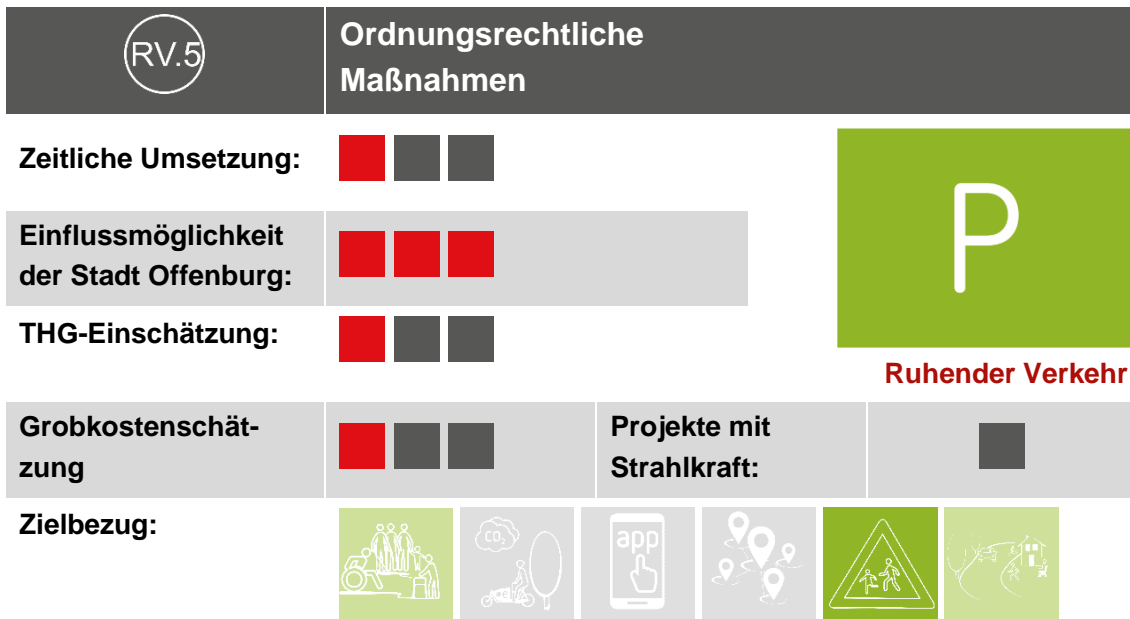 RV.5
Ordnungsrechtliche
Maßnahmen
Zeitliche Umsetzung:
Einflussmöglichkeit
der Stadt Offenburg:
THG-Einschätzung:
P
Ruhender Verkehr
Grobkostenschät-
zung
Projekte mit
Strahlkraft:
Zielbezug:
CO₂
app